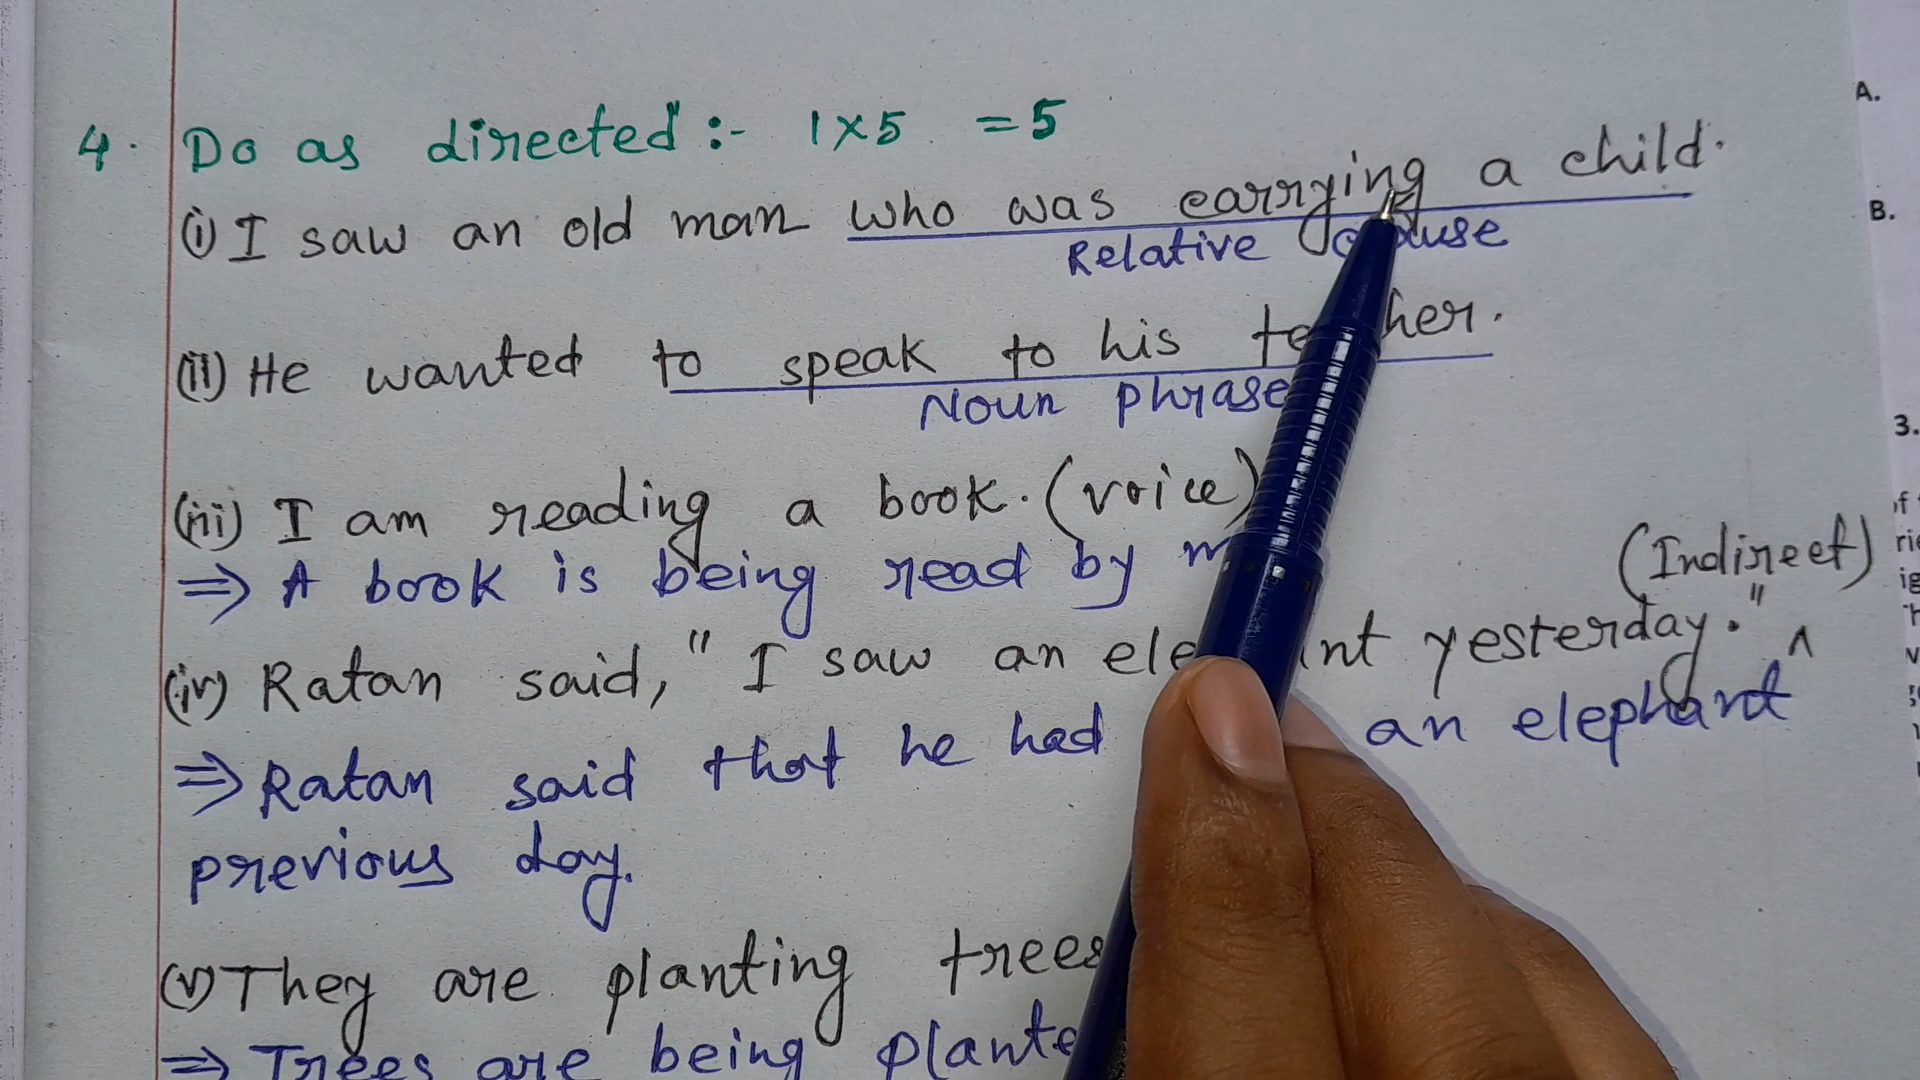 4. Do as directed :- 1×5 = 5
(i) I saw an old man who was carrying a child.
Relative
(ii) He wanted to speak to his
Noun phrase
(iii) I am reading a book. (voice)
⇒ A book is being read by
(Indirect)
(iv) Ratan said, "I saw an yesterday." ^
⇒ Ratan said that he had an elephant
previous day.
(v) They are planting trees
⇒ Trees are being
A.
B.
3.